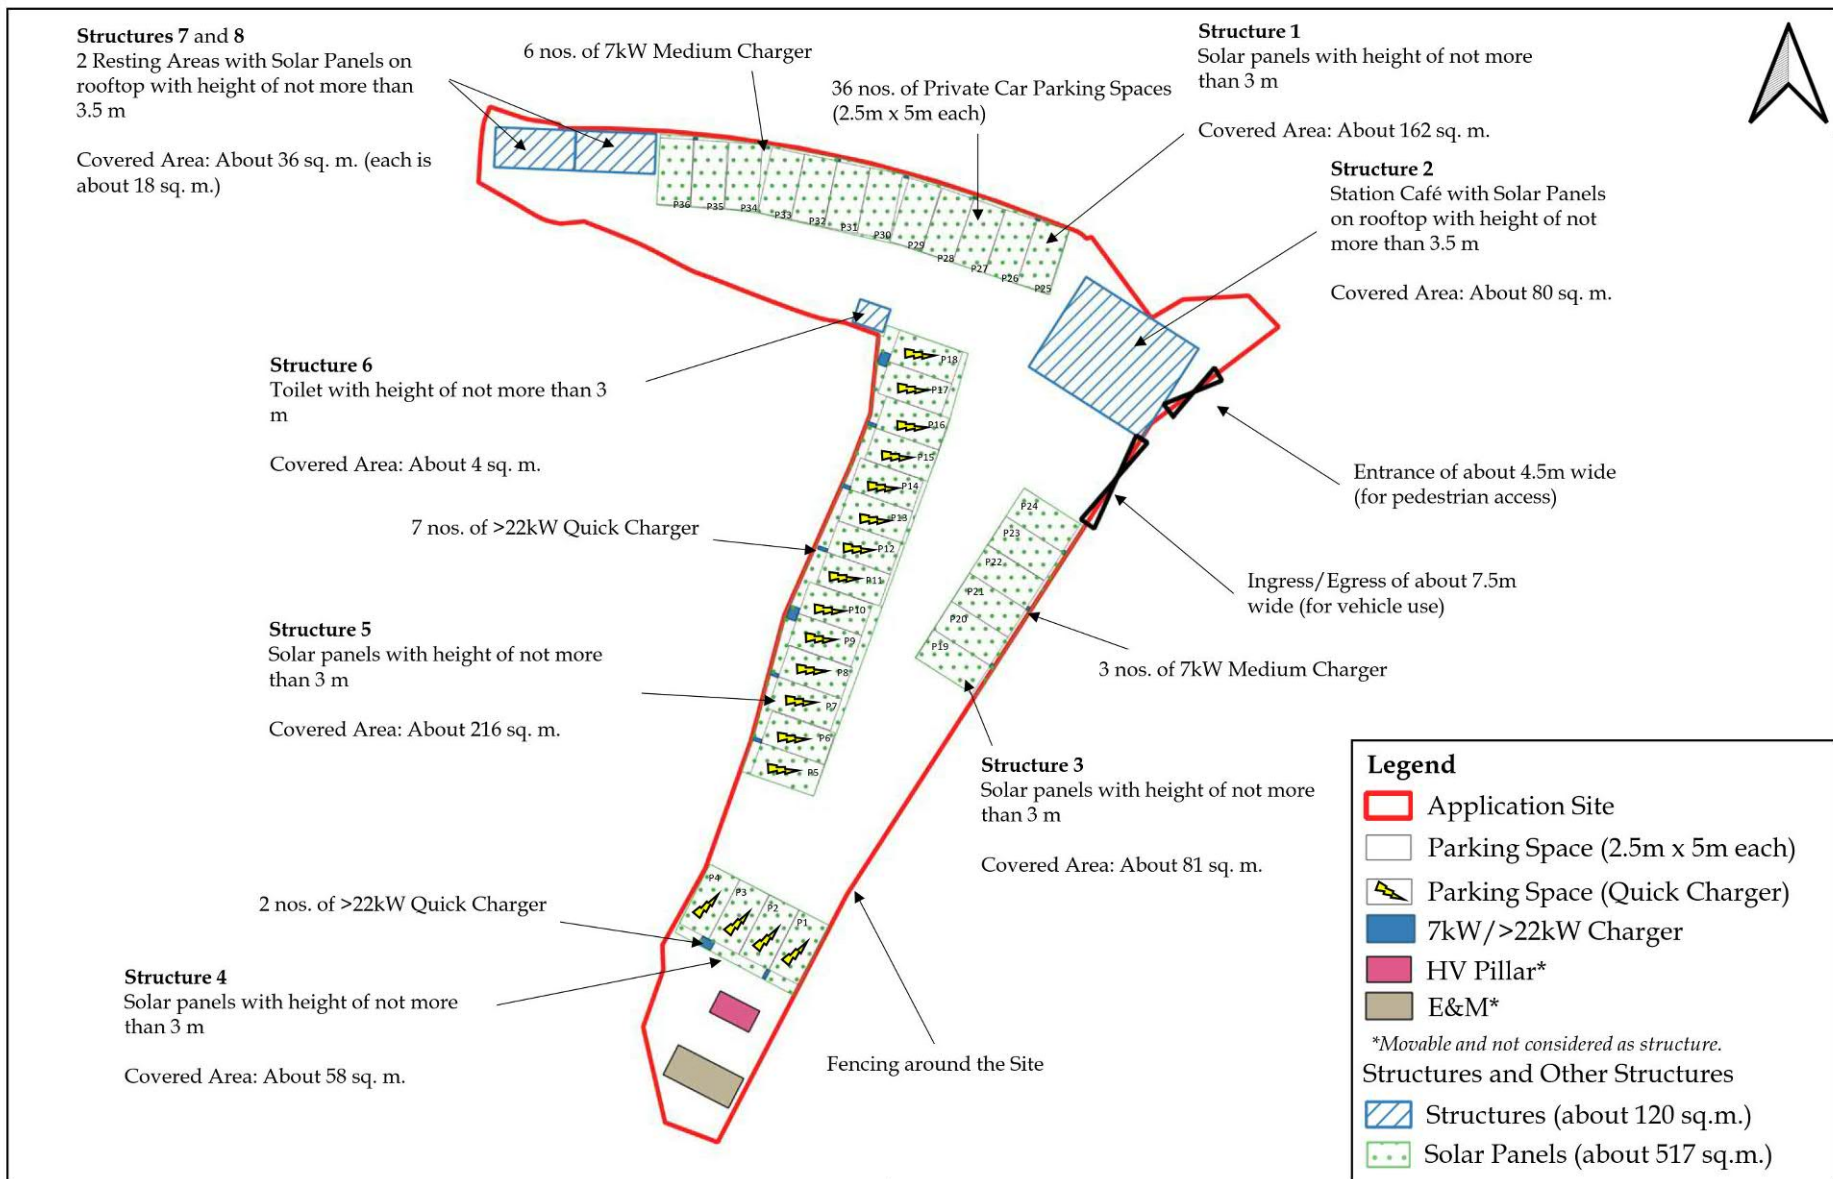 Structures 7 and 8
2 Resting Areas with Solar Panels on
rooftop with height of not more than
3.5 m
Covered Area: About 36 sq. m. (each is
about 18 sq. m.)
6 nos. of 7kW Medium Charger
36 nos. of Private Car Parking Spaces
(2.5m x 5m each)
Structure 1
Solar panels with height of not more
than 3 m
Covered Area: About 162 sq. m.
Structure 2
Station Café with Solar Panels
on rooftop with height of not
more than 3.5 m
Covered Area: About 80 sq. m.
P36
P35
P34
P33
P32
P31
P30
P29
P28
P27
P26
P25
Structure 6
Toilet with height of not more than 3
m
Covered Area: About 4 sq. m.
P18
P17
P16
P15
P14
P13
P12
P11
P10
P9
P8
P7
P6
P5
7 nos. of >22kW Quick Charger
Entrance of about 4.5m wide
(for pedestrian access)
Ingress/Egress of about 7.5m
wide (for vehicle use)
P24
P23
P22
P21
P20
P19
3 nos. of 7kW Medium Charger
Structure 5
Solar panels with height of not more
than 3 m
Covered Area: About 216 sq. m.
Structure 3
Solar panels with height of not more
than 3 m
Covered Area: About 81 sq. m.
P4
P3
P2
P1
2 nos. of >22kW Quick Charger
Structure 4
Solar panels with height of not more
than 3 m
Covered Area: About 58 sq. m.
Fencing around the Site
Legend
Application Site
Parking Space (2.5m x 5m each)
Parking Space (Quick Charger)
7kW/>22kW Charger
HV Pillar*
E&M*
*Movable and not considered as structure.
Structures and Other Structures
Structures (about 120 sq.m.)
Solar Panels (about 517 sq.m.)